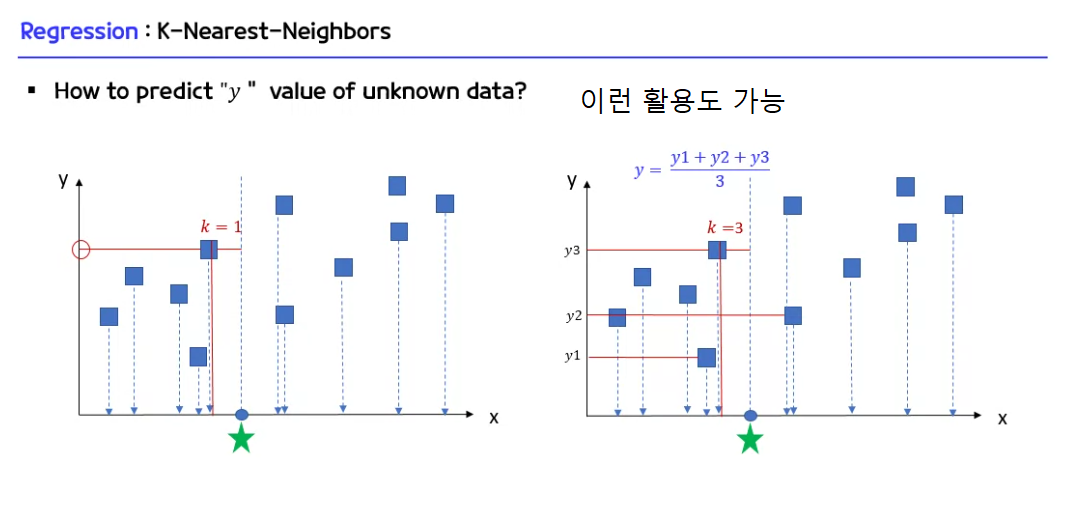 Regression : K-Nearest-Neighbors
▪ How to predict "y " value of unknown data?
이런 활용도 가능
y
k = 1
x
y = (y1 + y2 + y3) / 3
y
k =3
y3
y2
y1
x